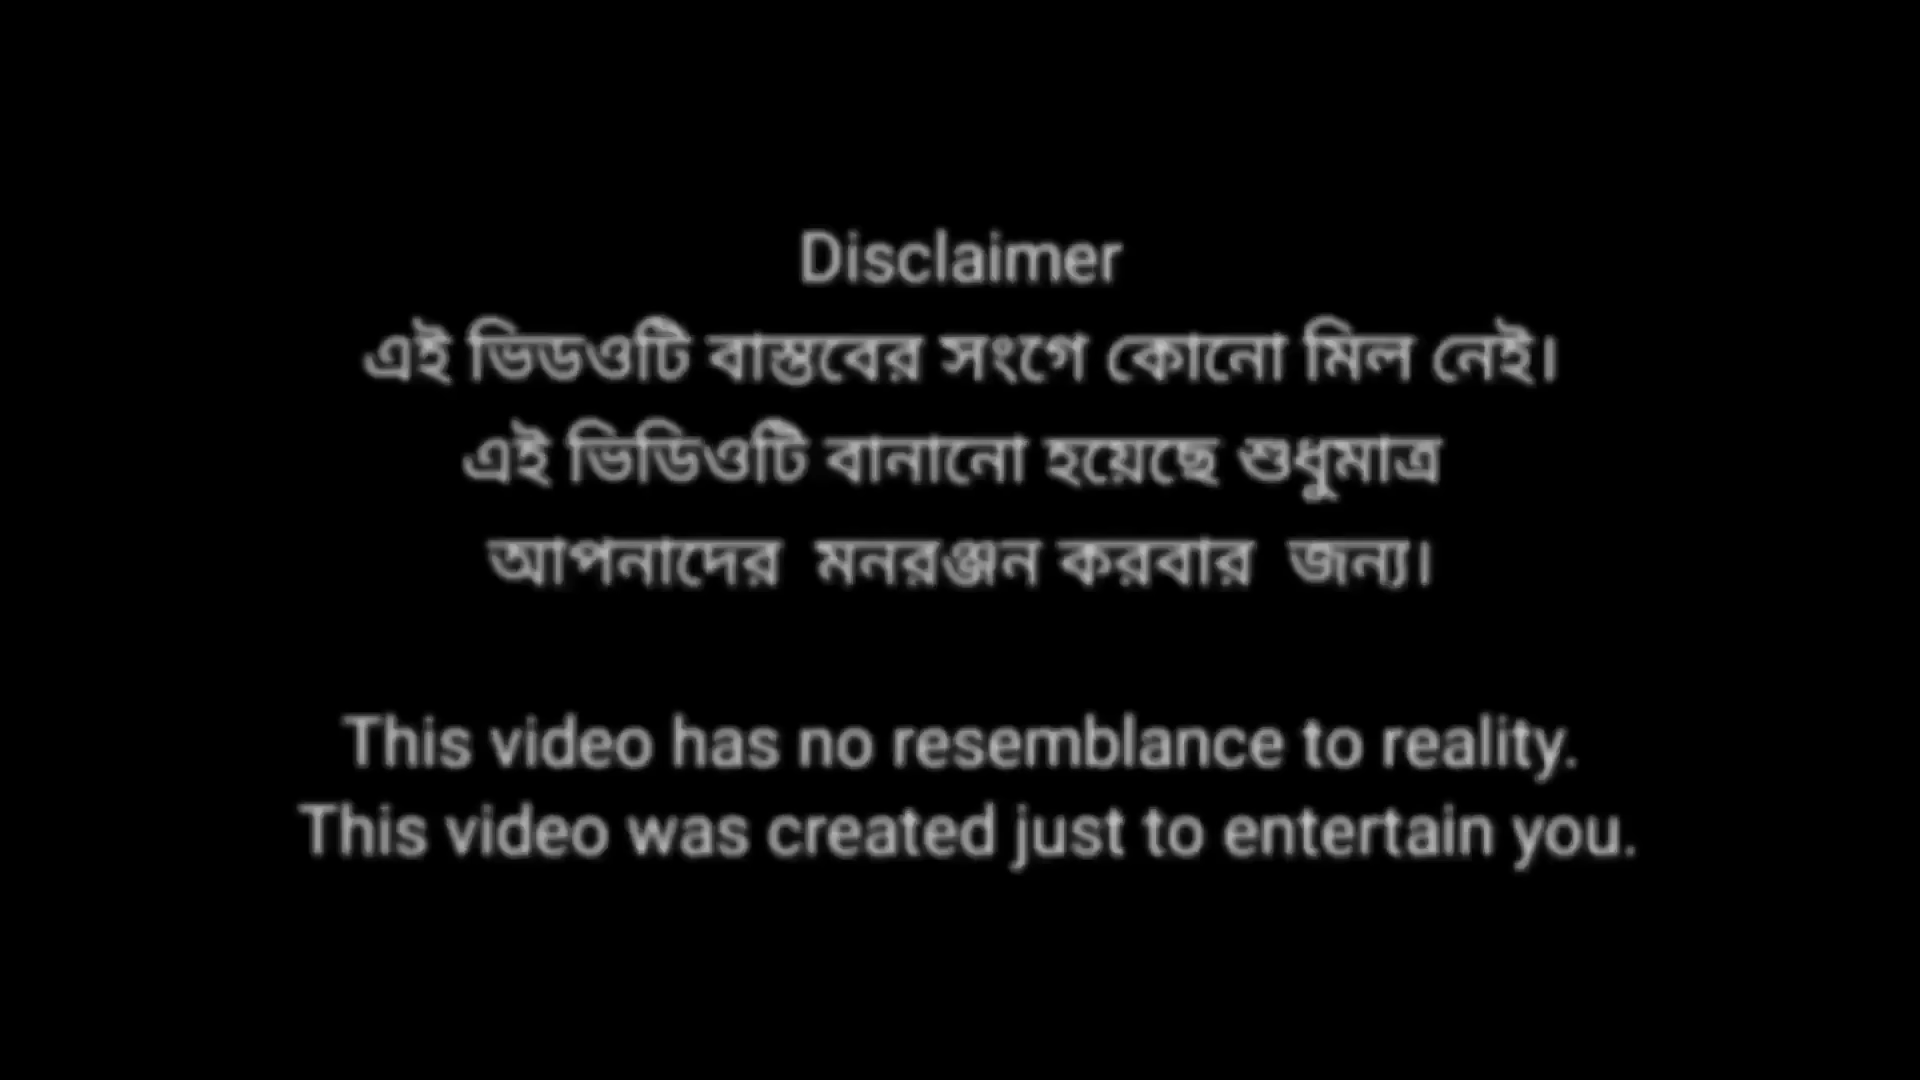 Disclaimer
এই ভিডওটি বাস্তবের সংগে কোনো মিল নেই।
এই ভিডিওটি বানানো হয়েছে শুধুমাত্র
আপনাদের মনরঞ্জন করবার জন্য।
This video has no resemblance to reality.
This video was created just to entertain you.